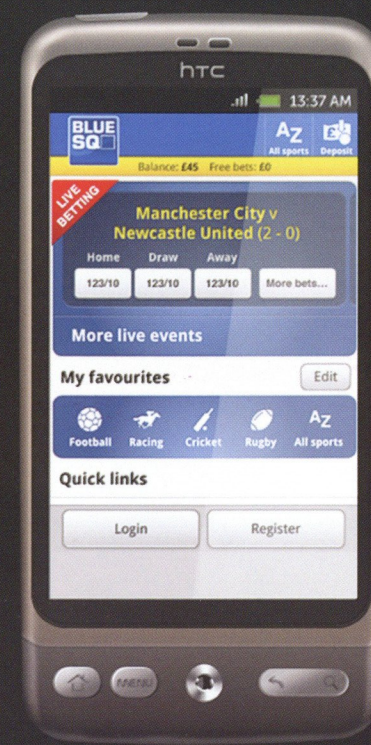 htc
13:37 AM
BLUE
SQ
AZ
All sports
£
Deposit
Balance: £45 Free bets: £0
LIVE
BETTING
Manchester City v
Newcastle United (2 - 0)
Home Draw Away
123/10 123/10 123/10 More bets...
More live events
My favourites Edit
AZ
Football Racing Cricket Rugby All sports
Quick links
Login Register
MENU